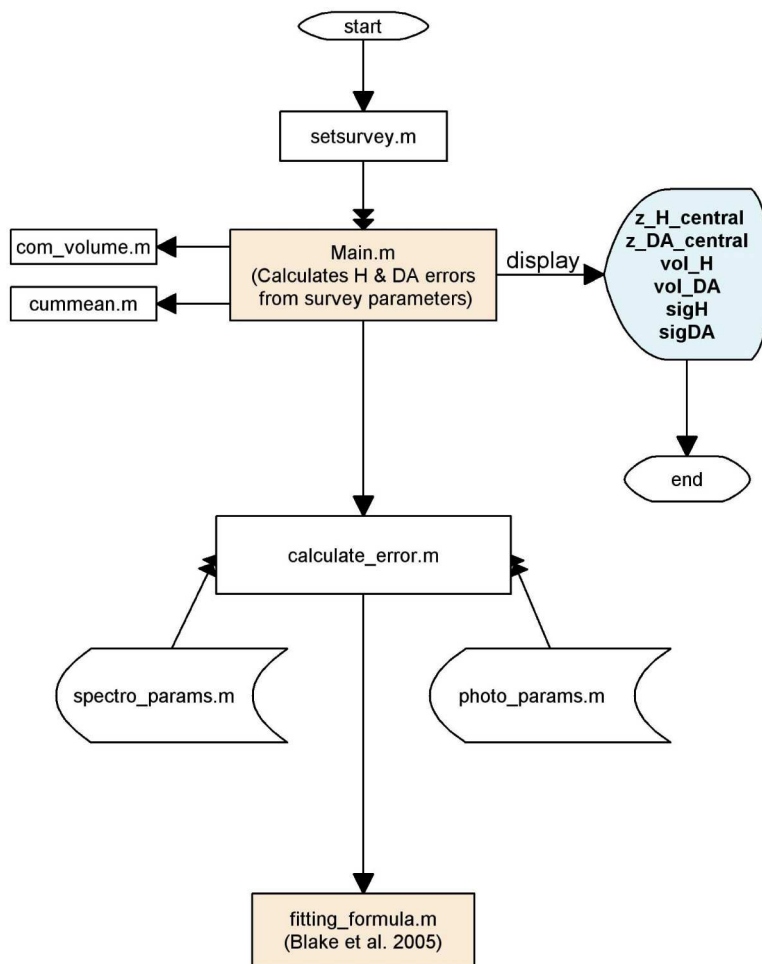 start
setsurvey.m
com_volume.m
cummean.m
Main.m
(Calculates H & DA errors
from survey parameters)
display
z_H_central
z_DA_central
vol_H
vol_DA
sigH
sigDA
end
calculate_error.m
spectro_params.m
photo_params.m
fitting_formula.m
(Blake et al. 2005)